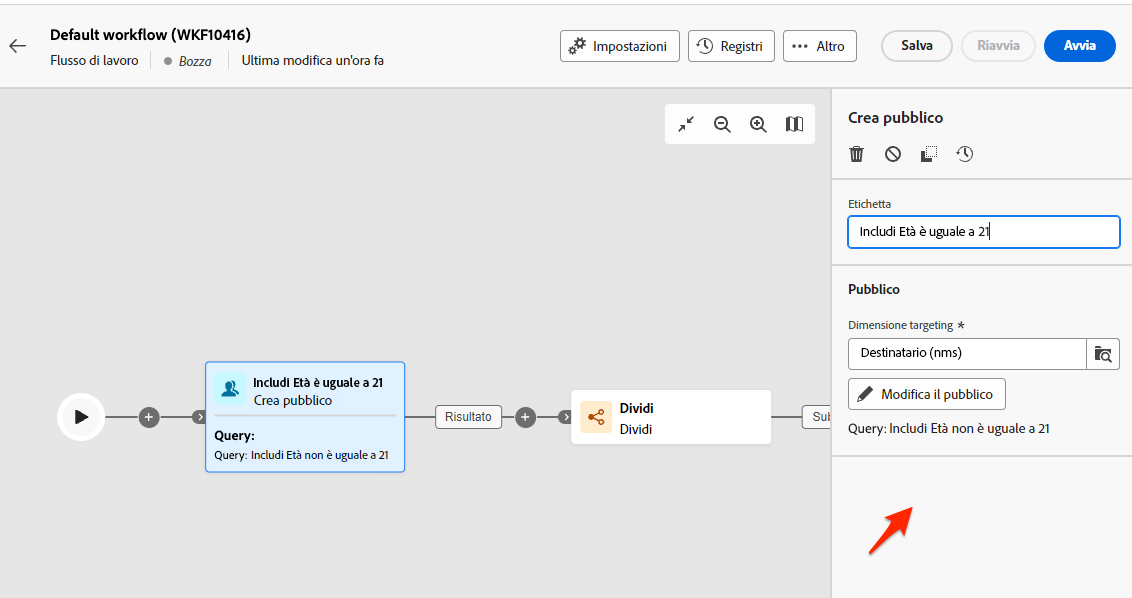 Default workflow (WKF10416)
Flusso di lavoro
Bozza
Ultima modifica un'ora fa
Impostazioni
Registri
Altro
Salva
Riavvia
Avvia
Crea pubblico
Etichetta
Includi Età è uguale a 21
Pubblico
Dimensione targeting *
Destinatario (nms)
Modifica il pubblico
Query: Includi Età non è uguale a 21
Includi Età è uguale a 21
Crea pubblico
Query:
Query: Includi Età non è uguale a 21
Risultato
Dividi
Dividi
Sub